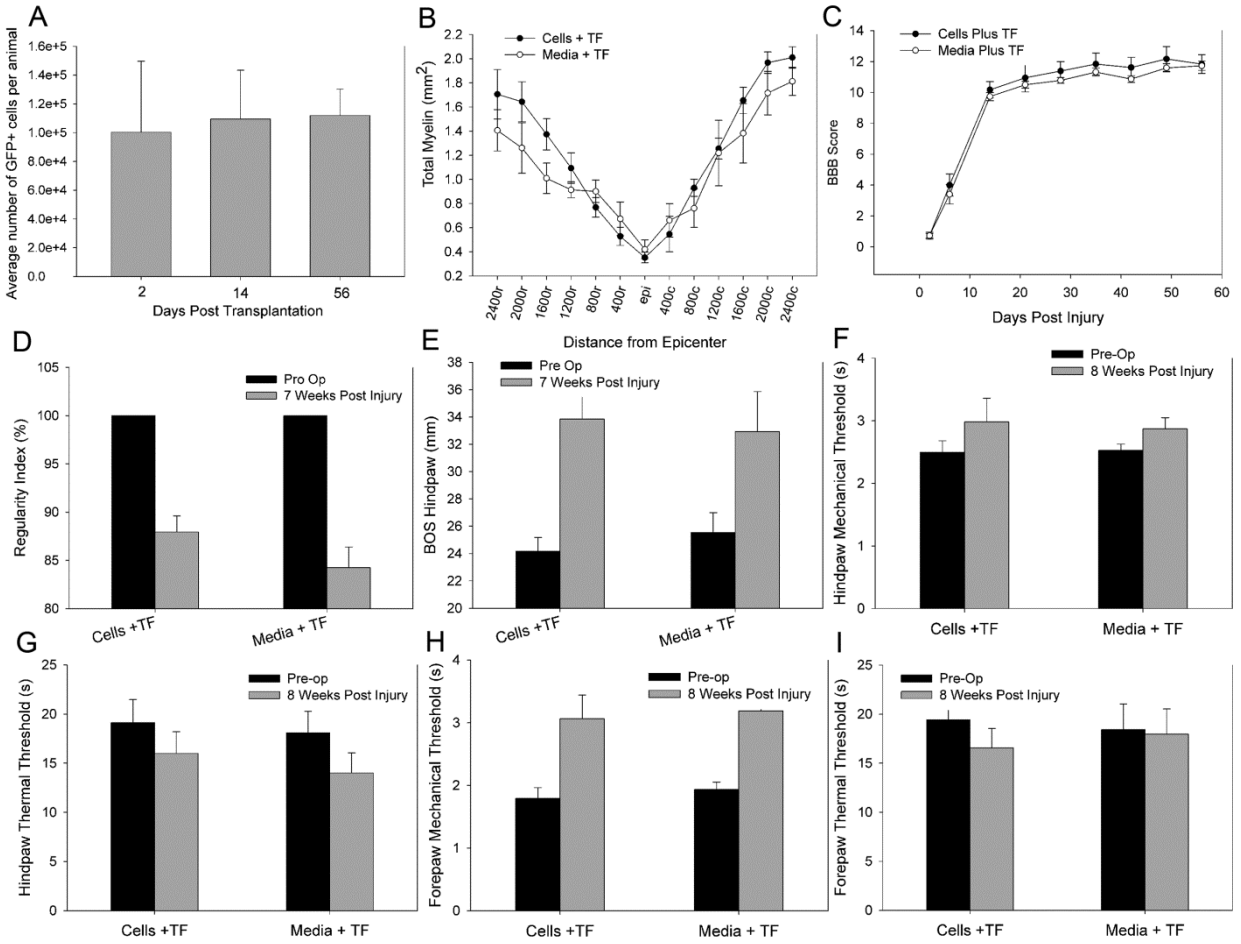 A
Average number of GFP+ cells per animal
1.6e+5
1.4e+5
1.2e+5
1.0e+5
8.0e+4
6.0e+4
4.0e+4
2.0e+4
0.0
2 14 56
Days Post Transplantation
B
Cells + TF
Media + TF
Total Myelin (mm²)
2.2
2.0
1.8
1.6
1.4
1.2
1.0
0.8
0.6
0.4
0.2
2400r 2000r 1600r 1200r 800r 400r epi 400c 800c 1200c 1600c 2000c 2400c
Distance from Epicenter
C
Cells Plus TF
Media Plus TF
BBB Score
14
12
10
8
6
4
2
0
0 10 20 30 40 50 60
Days Post Injury
D
Pro Op
7 Weeks Post Injury
Regularity Index (%)
105
100
95
90
85
80
Cells +TF Media + TF
E
Pre Op
7 Weeks Post Injury
BOS Hindpaw (mm)
38
36
34
32
30
28
26
24
22
20
Cells +TF Media + TF
F
Pre-Op
8 Weeks Post Injury
Hindpaw Mechanical Threshold (s)
4
3
2
1
0
Cells +TF Media + TF
G
Pre-op
8 Weeks Post Injury
Hindpaw Thermal Threshold (s)
25
20
15
10
5
0
Cells +TF Media + TF
H
Pre-op
8 Weeks Post Injury
Forepaw Mechanical Threshold (s)
4
3
2
1
0
Cells +TF Media + TF
I
Pre-Op
8 Weeks Post Injury
Forepaw Thermal Threshold (s)
25
20
15
10
5
0
Cells +TF Media + TF